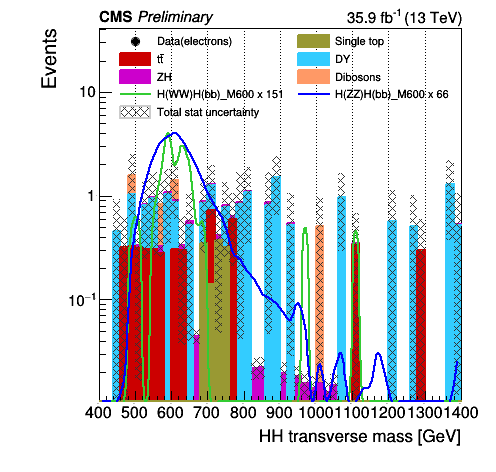 CMS Preliminary 35.9 fb⁻¹ (13 TeV)
Events
Data(electrons) Single top
tt̄ DY
ZH Dibosons
H(WW)H(bb)_M600 x 151 H(ZZ)H(bb)_M600 x 66
Total stat uncertainty
10
1
10⁻¹
400 500 600 700 800 900 1000 1100 1200 1300 1400
HH transverse mass [GeV]